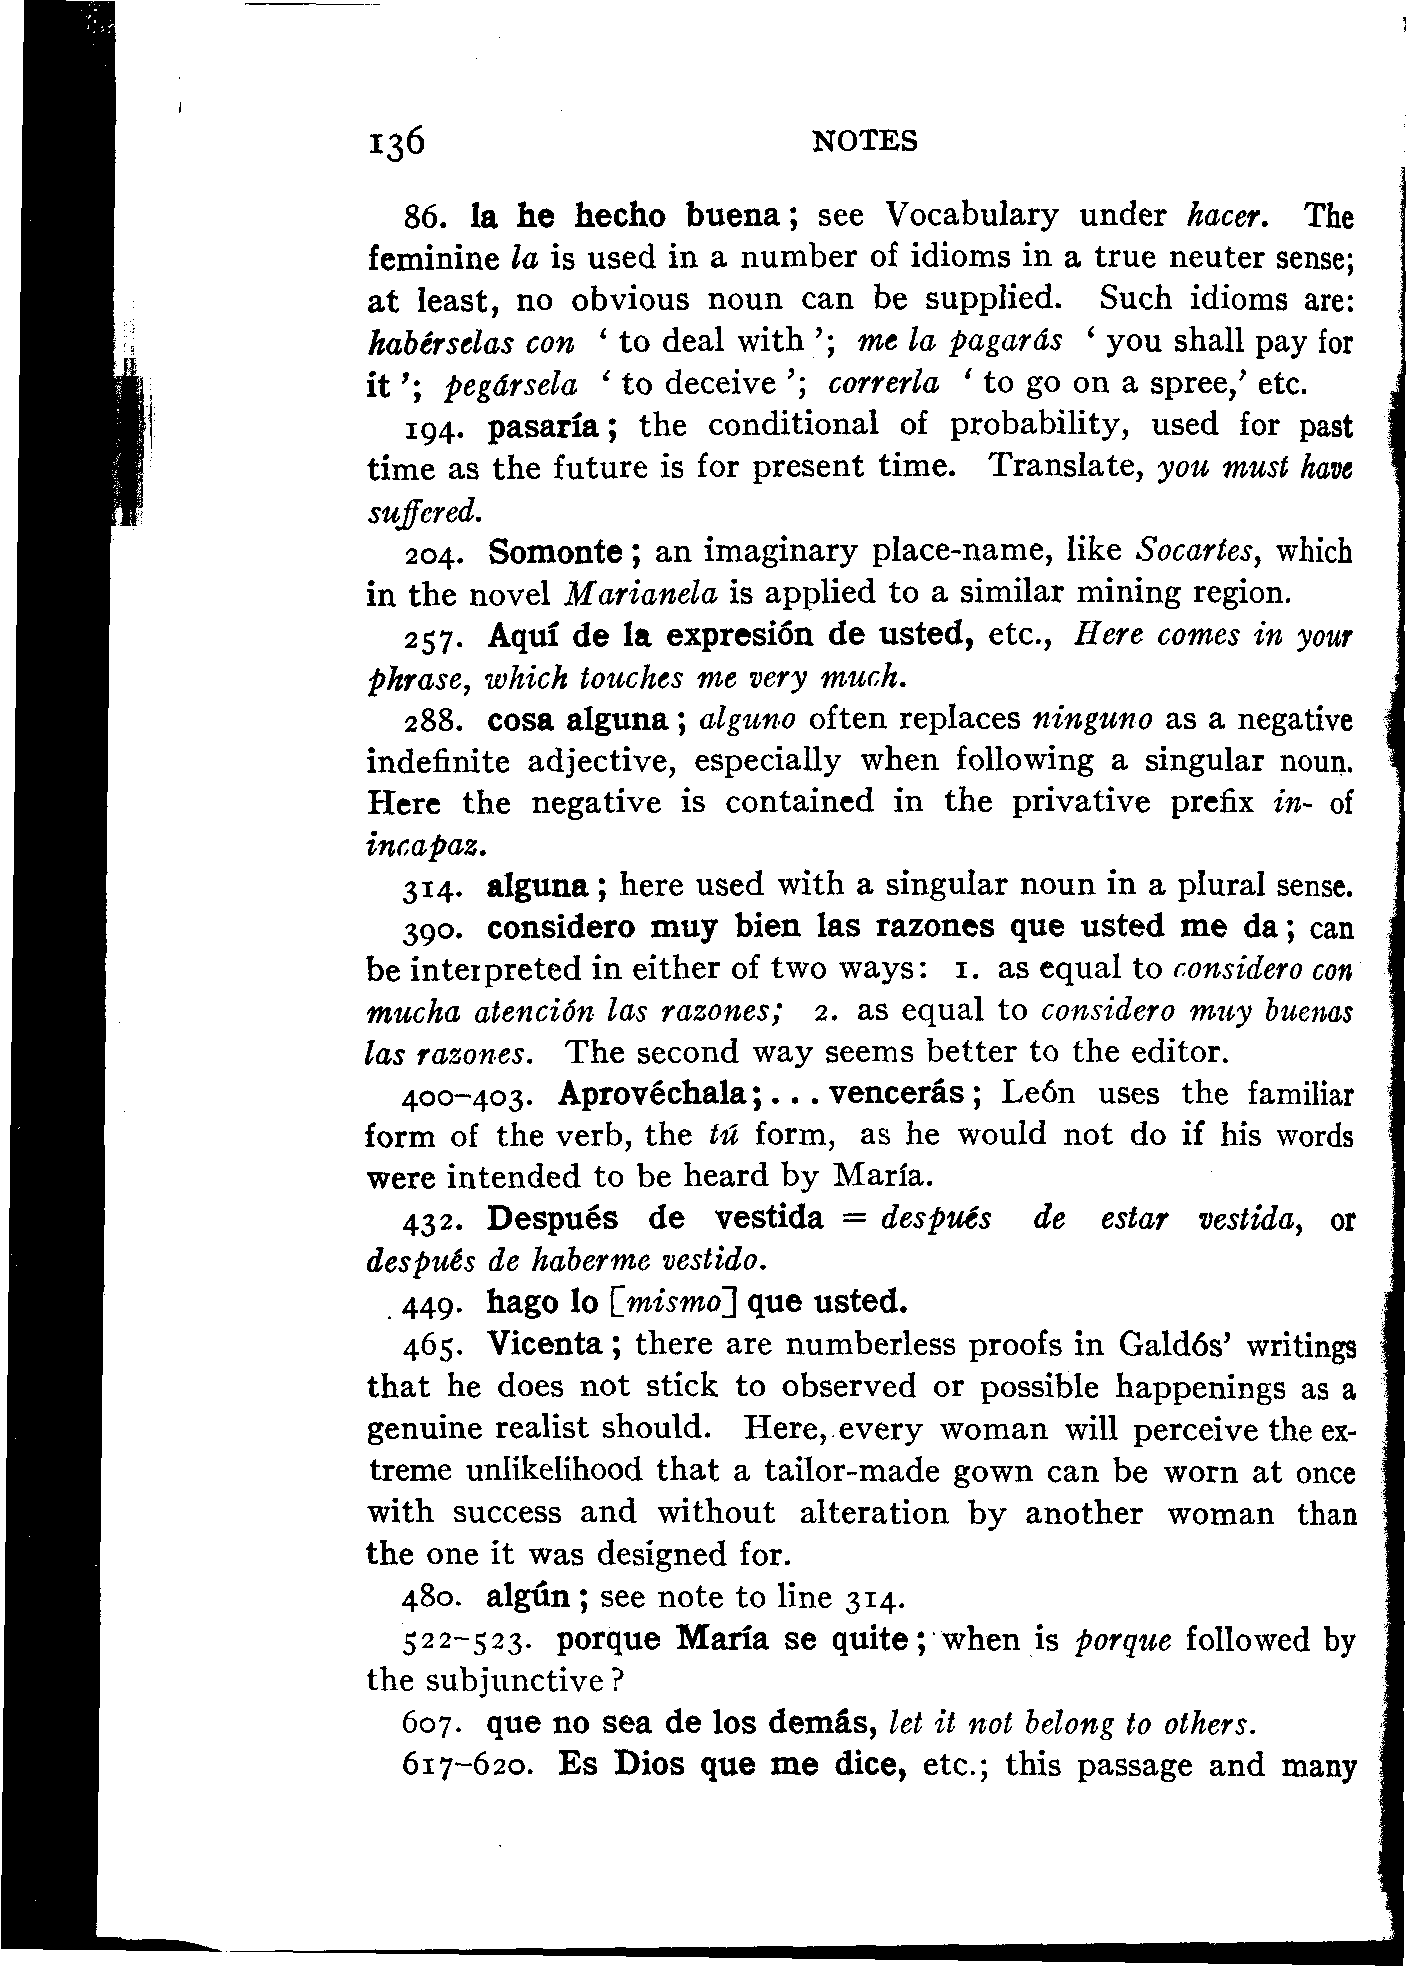 136 NOTES
86. la he hecho buena; see Vocabulary under hacer. The
feminine la is used in a number of idioms in a true neuter sense;
at least, no obvious noun can be supplied. Such idioms are:
habérselas con ‘ to deal with ’; me la pagarás ‘ you shall pay for
it ’; pegársela ‘ to deceive ’; correrla ‘ to go on a spree,’ etc.
194. pasaría; the conditional of probability, used for past
time as the future is for present time. Translate, you must have
suffered.
204. Somonte; an imaginary place-name, like Socartes, which
in the novel Marianela is applied to a similar mining region.
257. Aquí de la expresión de usted, etc., Here comes in your
phrase, which touches me very much.
288. cosa alguna; alguno often replaces ninguno as a negative
indefinite adjective, especially when following a singular noun.
Here the negative is contained in the privative prefix in- of
incapaz.
314. alguna; here used with a singular noun in a plural sense.
390. considero muy bien las razones que usted me da; can
be interpreted in either of two ways: 1. as equal to considero con
mucha atención las razones; 2. as equal to considero muy buenas
las razones. The second way seems better to the editor.
400–403. Aprovéchala; . . . vencerás; León uses the familiar
form of the verb, the tú form, as he would not do if his words
were intended to be heard by María.
432. Después de vestida = después de estar vestida, or
después de haberme vestido.
449. hago lo [mismo] que usted.
465. Vicenta; there are numberless proofs in Galdós’ writings
that he does not stick to observed or possible happenings as a
genuine realist should. Here, every woman will perceive the ex-
treme unlikelihood that a tailor-made gown can be worn at once
with success and without alteration by another woman than
the one it was designed for.
480. algún; see note to line 314.
522–523. porque María se quite; when is porque followed by
the subjunctive?
607. que no sea de los demás, let it not belong to others.
617–620. Es Dios que me dice, etc.; this passage and many